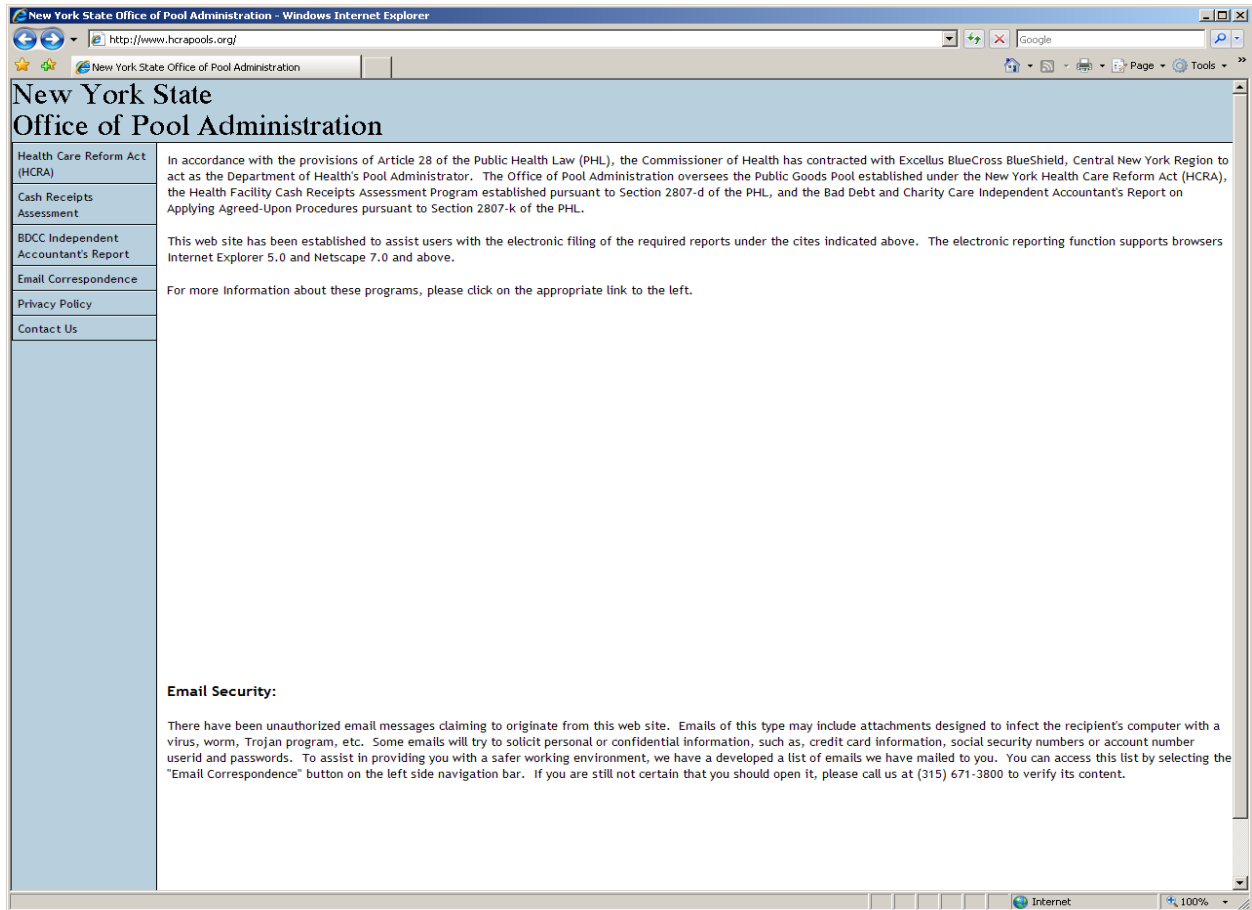 New York State Office of Pool Administration - Windows Internet Explorer
http://www.hcrapools.org/
Google
New York State Office of Pool Administration
Page
Tools
New York State
Office of Pool Administration
Health Care Reform Act
(HCRA)
Cash Receipts
Assessment
BDCC Independent
Accountant's Report
Email Correspondence
Privacy Policy
Contact Us
In accordance with the provisions of Article 28 of the Public Health Law (PHL), the Commissioner of Health has contracted with Excellus BlueCross BlueShield, Central New York Region to
act as the Department of Health's Pool Administrator.  The Office of Pool Administration oversees the Public Goods Pool established under the New York Health Care Reform Act (HCRA),
the Health Facility Cash Receipts Assessment Program established pursuant to Section 2807-d of the PHL, and the Bad Debt and Charity Care Independent Accountant's Report on
Applying Agreed-Upon Procedures pursuant to Section 2807-k of the PHL.
This web site has been established to assist users with the electronic filing of the required reports under the cites indicated above.  The electronic reporting function supports browsers
Internet Explorer 5.0 and Netscape 7.0 and above.
For more Information about these programs, please click on the appropriate link to the left.
Email Security:
There have been unauthorized email messages claiming to originate from this web site.  Emails of this type may include attachments designed to infect the recipient's computer with a
virus, worm, Trojan program, etc.  Some emails will try to solicit personal or confidential information, such as, credit card information, social security numbers or account number
userid and passwords.  To assist in providing you with a safer working environment, we have a developed a list of emails we have mailed to you.  You can access this list by selecting the
"Email Correspondence" button on the left side navigation bar.  If you are still not certain that you should open it, please call us at (315) 671-3800 to verify its content.
Internet
100%